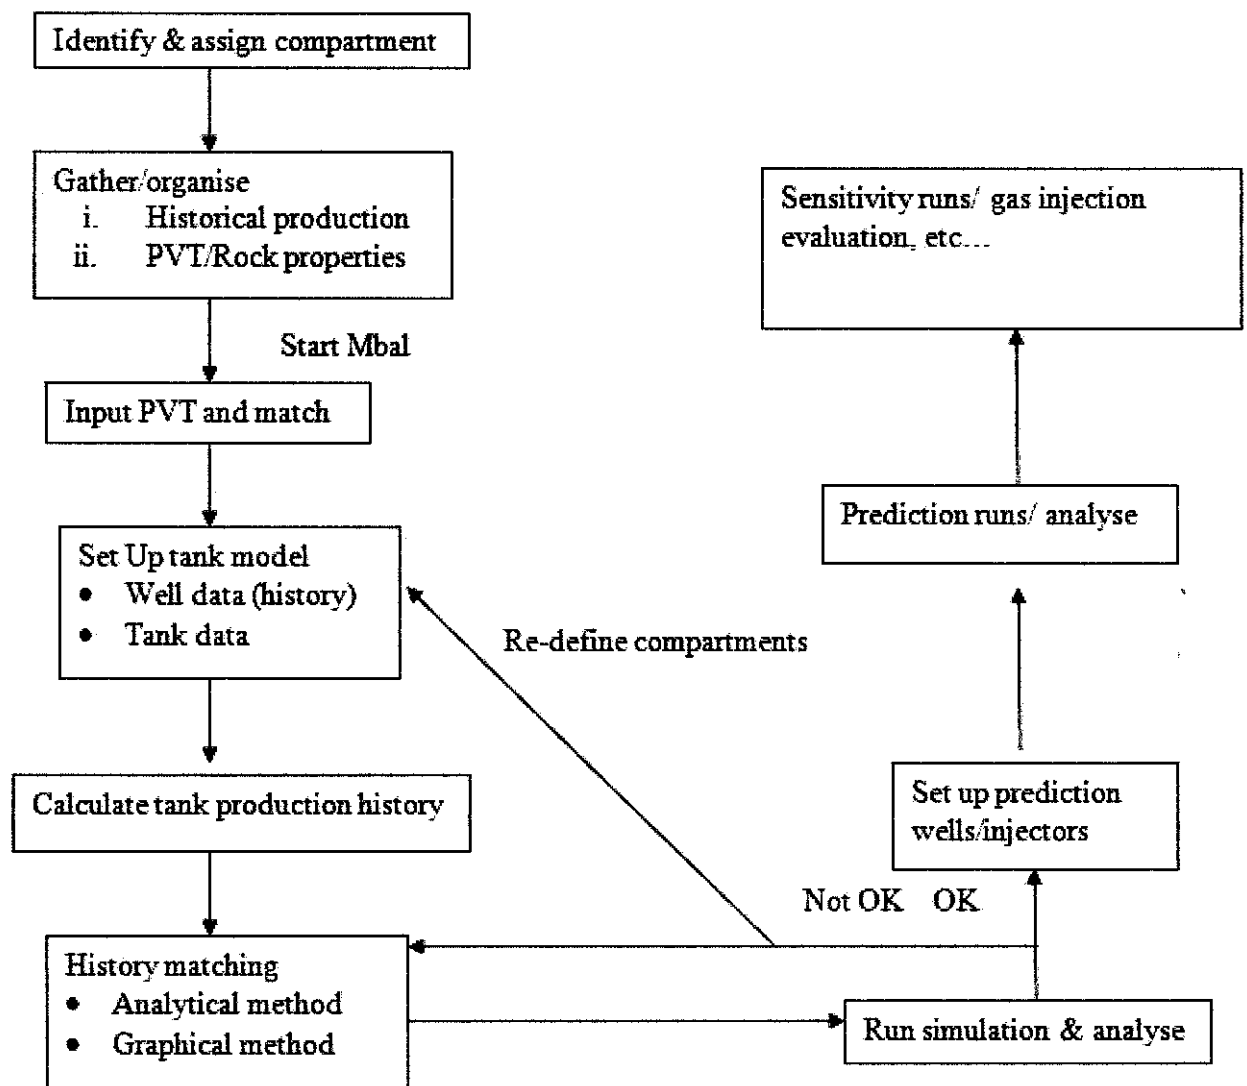 Identify & assign compartment
Gather/organise
i. Historical production
ii. PVT/Rock properties
Start Mbal
Input PVT and match
Set Up tank model
• Well data (history)
• Tank data
Calculate tank production history
History matching
• Analytical method
• Graphical method
Re-define compartments
Not OK OK
Run simulation & analyse
Set up prediction
wells/injectors
Prediction runs/ analyse
Sensitivity runs/ gas injection
evaluation, etc...